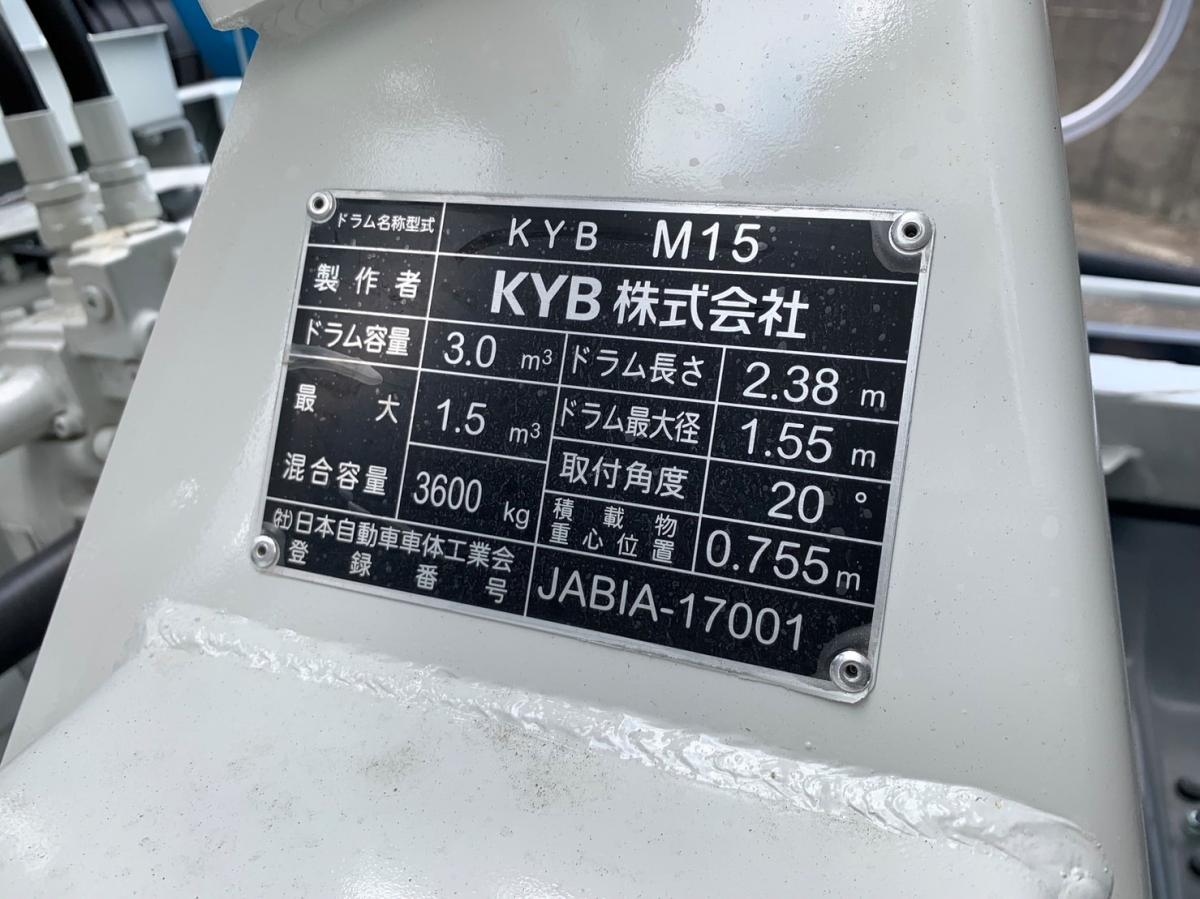 ドラム名称型式 KYB M15
製作者 KYB株式会社
ドラム容量 3.0 m³ ドラム長さ 2.38 m
最大混合容量 1.5 m³ ドラム最大径 1.55 m
3600 kg 取付角度 20°
積載物重心位置 0.755m
㈳日本自動車車体工業会
登録番号 JABIA-17001